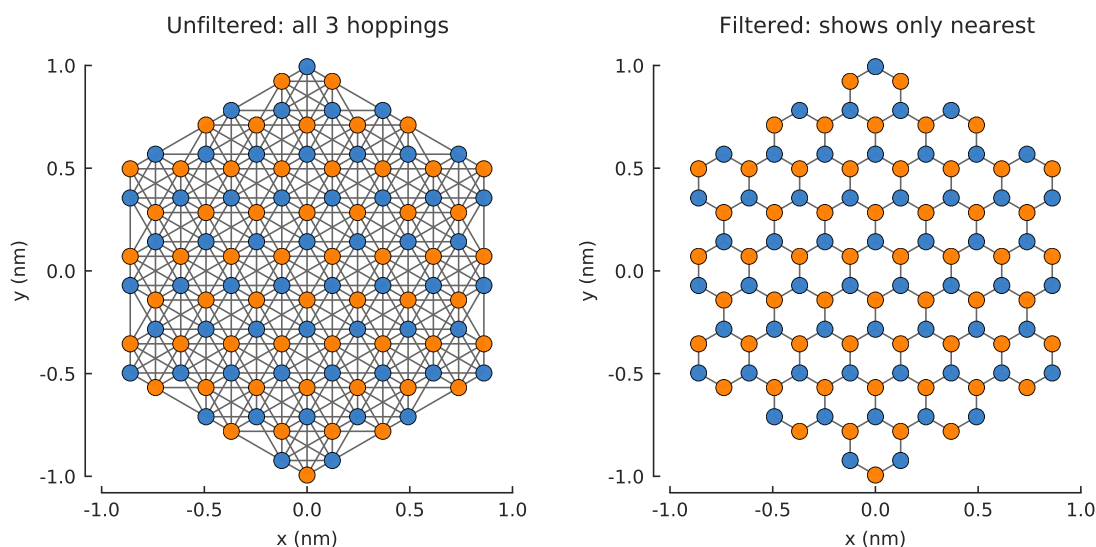 Unfiltered: all 3 hoppings
1.0
0.5
0.0
-0.5
-1.0
y (nm)
-1.0 -0.5 0.0 0.5 1.0
x (nm)
Filtered: shows only nearest
1.0
0.5
0.0
-0.5
-1.0
y (nm)
-1.0 -0.5 0.0 0.5 1.0
x (nm)